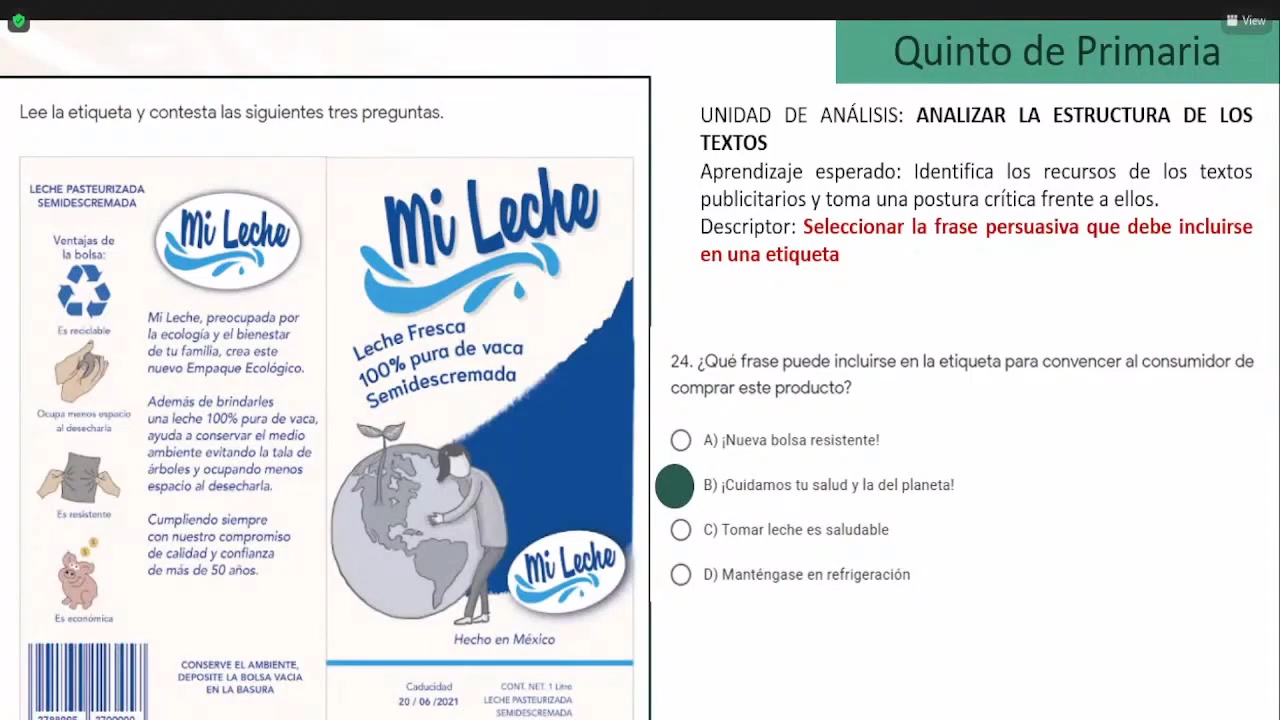 View
Quinto de Primaria
Lee la etiqueta y contesta las siguientes tres preguntas.
LECHE PASTEURIZADA
SEMIDESCREMADA
Ventajas de
la bolsa:
Es reciclable
Ocupa menos espacio
al desecharla
Es resistente
Es económica
Mi Leche
Mi Leche, preocupada por
la ecología y el bienestar
de tu familia, crea este
nuevo Empaque Ecológico.
Además de brindarles
una leche 100% pura de vaca,
ayuda a conservar el medio
ambiente evitando la tala de
árboles y ocupando menos
espacio al desecharla.
Cumpliendo siempre
con nuestro compromiso
de calidad y confianza
de más de 50 años.
CONSERVE EL AMBIENTE,
DEPOSITE LA BOLSA VACIA
EN LA BASURA
Mi Leche
Leche Fresca
100% pura de vaca
Semidescremada
Mi Leche
Hecho en México
Caducidad
20 / 06 /2021
CONT. NET. 1 Litro
LECHE PASTEURIZADA
SEMIDESCREMADA
UNIDAD DE ANÁLISIS: ANALIZAR LA ESTRUCTURA DE LOS
TEXTOS
Aprendizaje esperado: Identifica los recursos de los textos
publicitarios y toma una postura crítica frente a ellos.
Descriptor: Seleccionar la frase persuasiva que debe incluirse
en una etiqueta
24. ¿Qué frase puede incluirse en la etiqueta para convencer al consumidor de
comprar este producto?
A) ¡Nueva bolsa resistente!
B) ¡Cuidamos tu salud y la del planeta!
C) Tomar leche es saludable
D) Manténgase en refrigeración